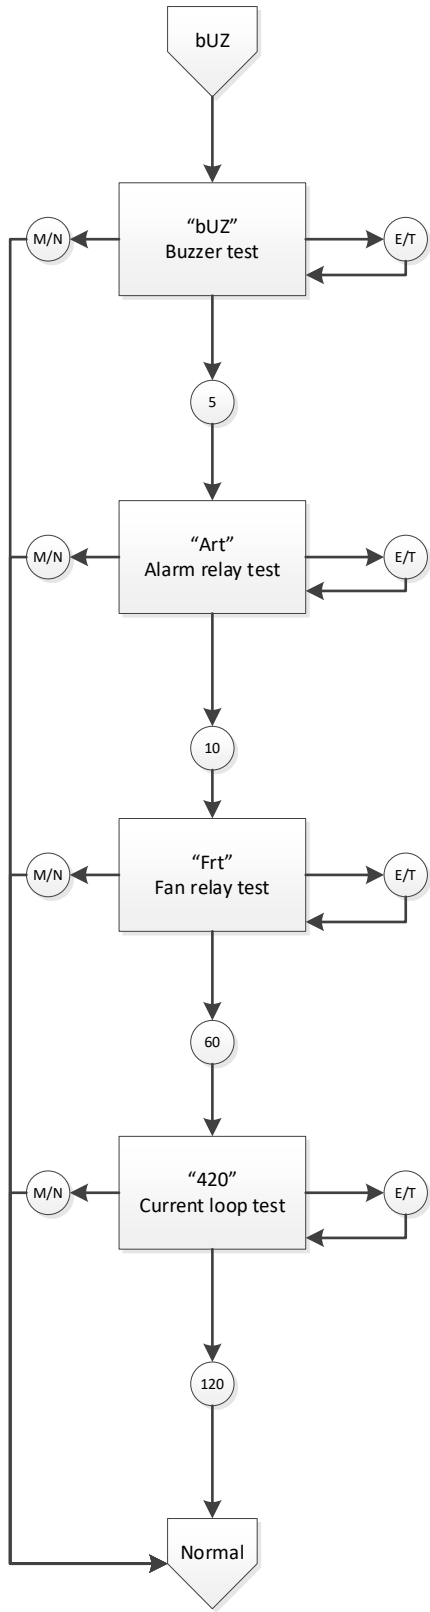 bUZ
“bUZ”
Buzzer test
M/N
E/T
5
“Art”
Alarm relay test
M/N
E/T
10
“Frt”
Fan relay test
M/N
E/T
60
“420”
Current loop test
M/N
E/T
120
Normal